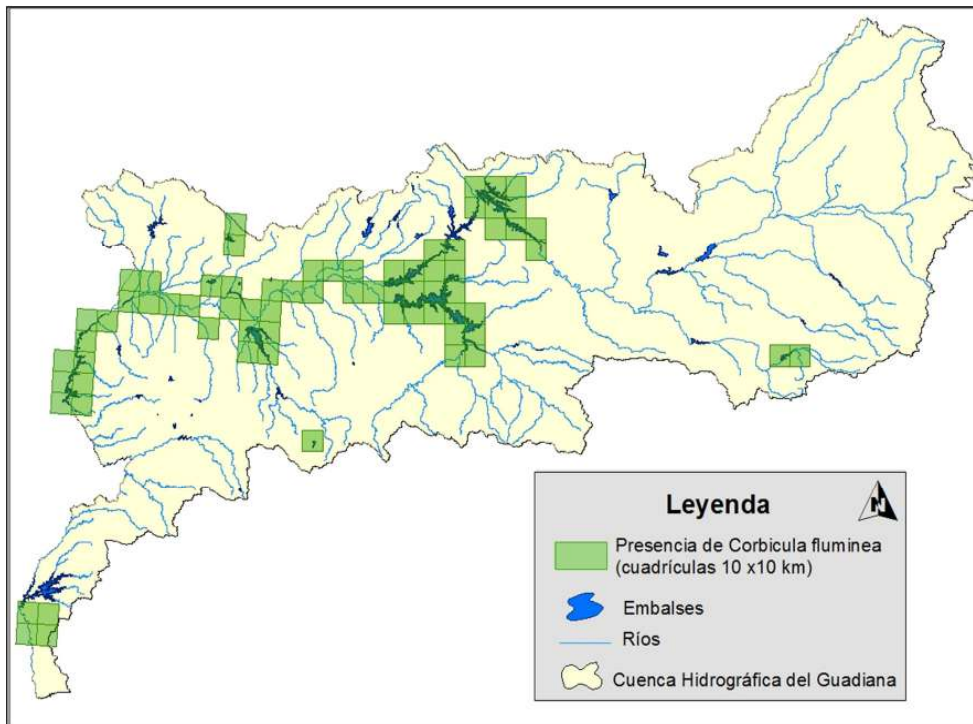 Leyenda
N
Presencia de Corbicula fluminea
(cuadrículas 10 x10 km)
Embalses
Ríos
Cuenca Hidrográfica del Guadiana